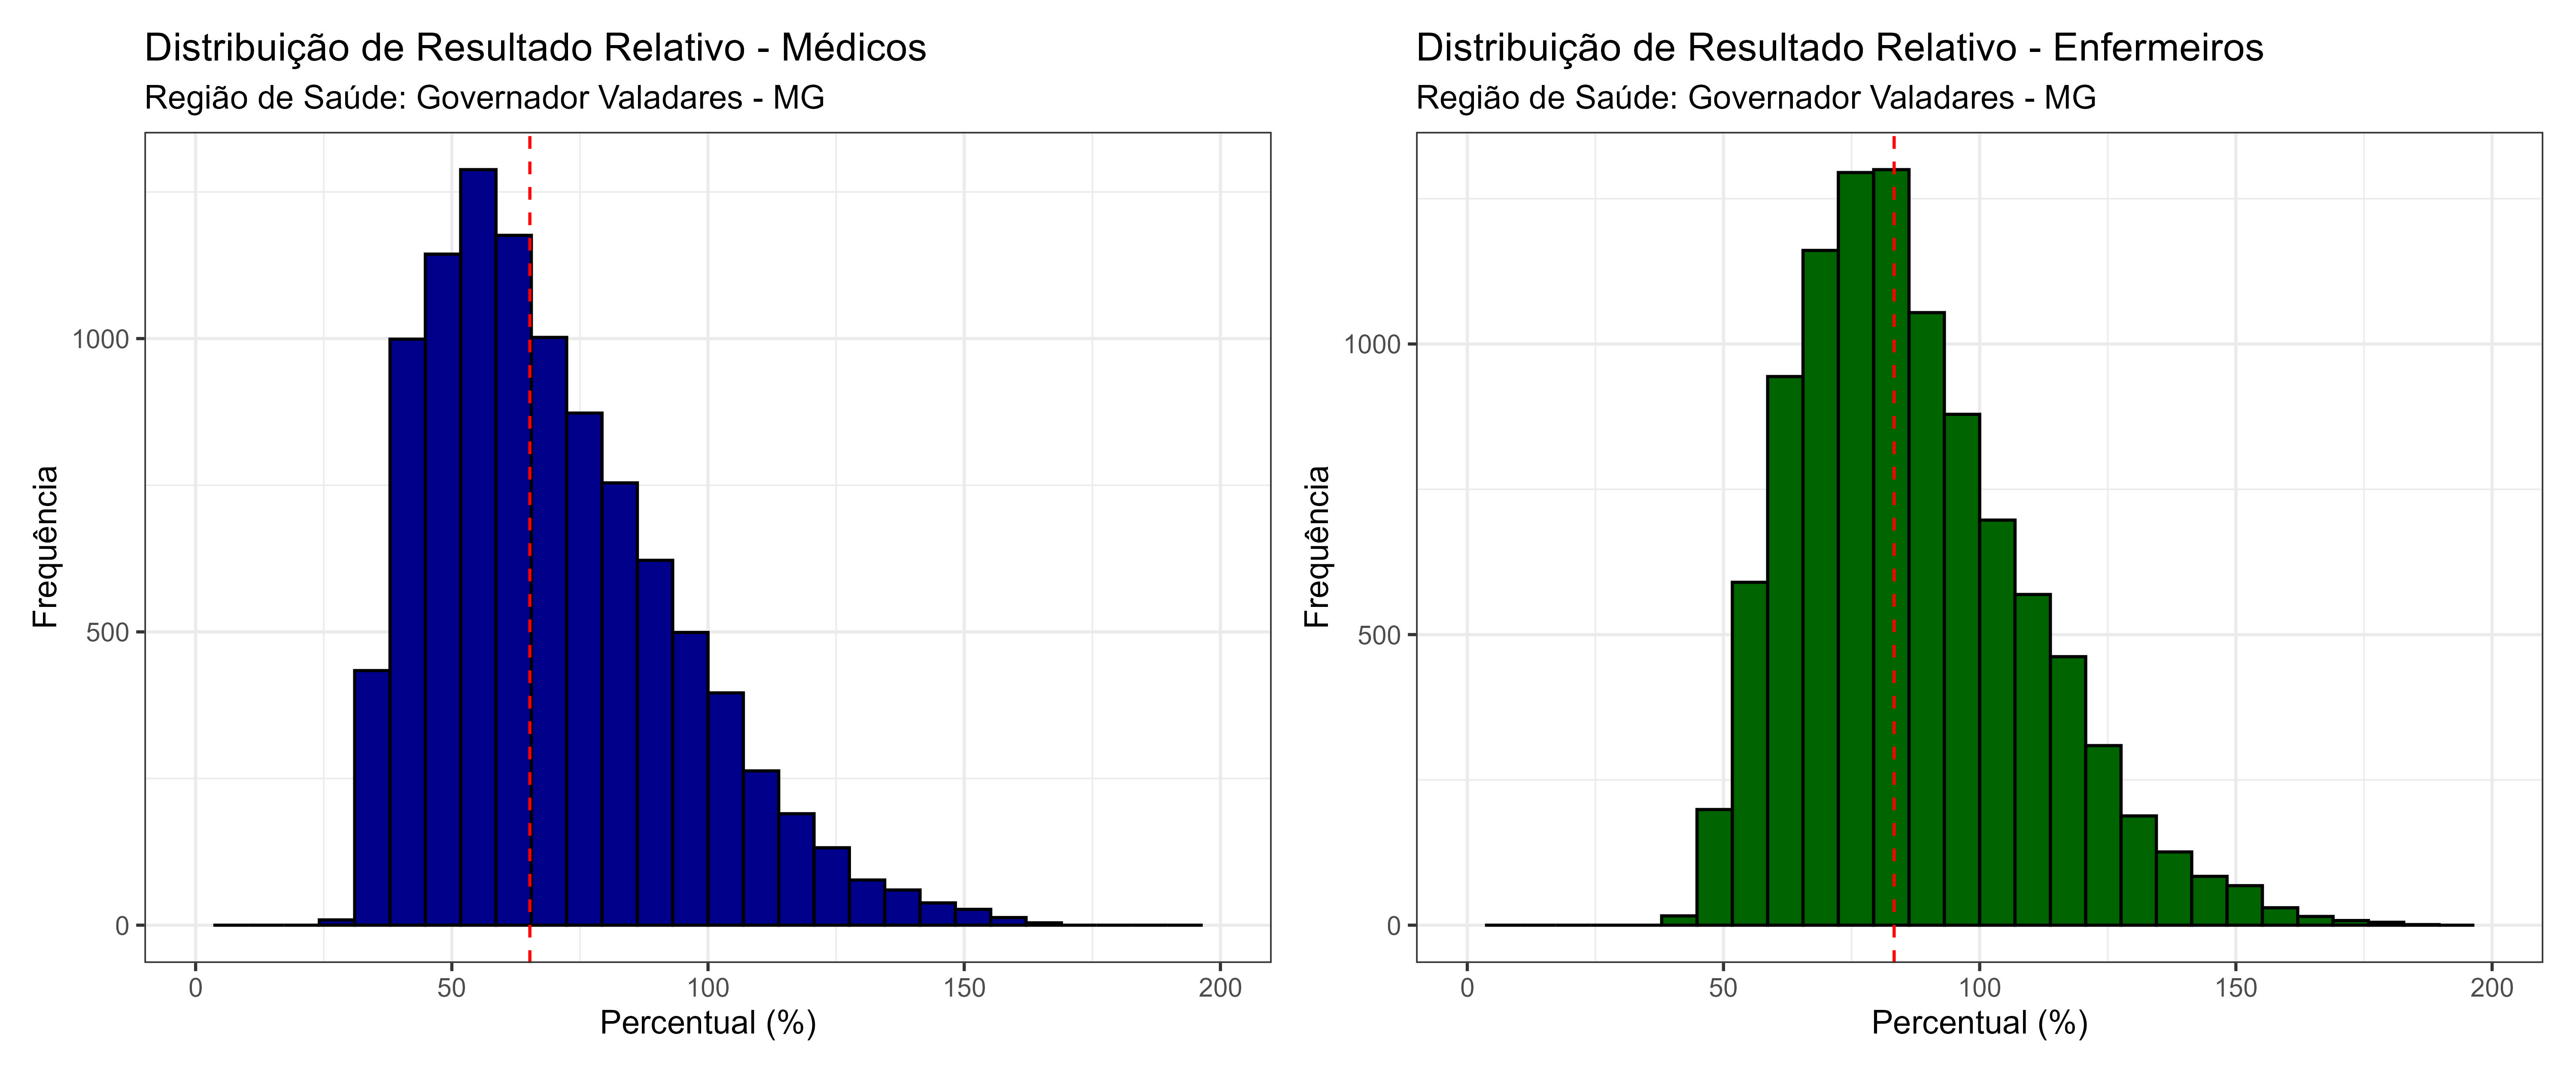 Distribuição de Resultado Relativo - Médicos
Região de Saúde: Governador Valadares - MG
Frequência
1000
500
0
0 50 100 150 200
Percentual (%)
Distribuição de Resultado Relativo - Enfermeiros
Região de Saúde: Governador Valadares - MG
Frequência
1000
500
0
0 50 100 150 200
Percentual (%)